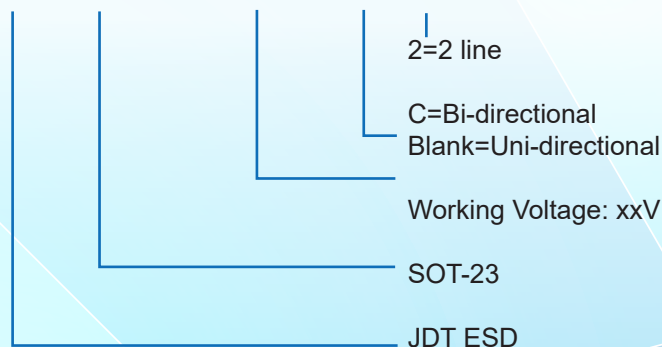 2=2 line
C=Bi-directional
Blank=Uni-directional
Working Voltage: xxV
SOT-23
JDT ESD